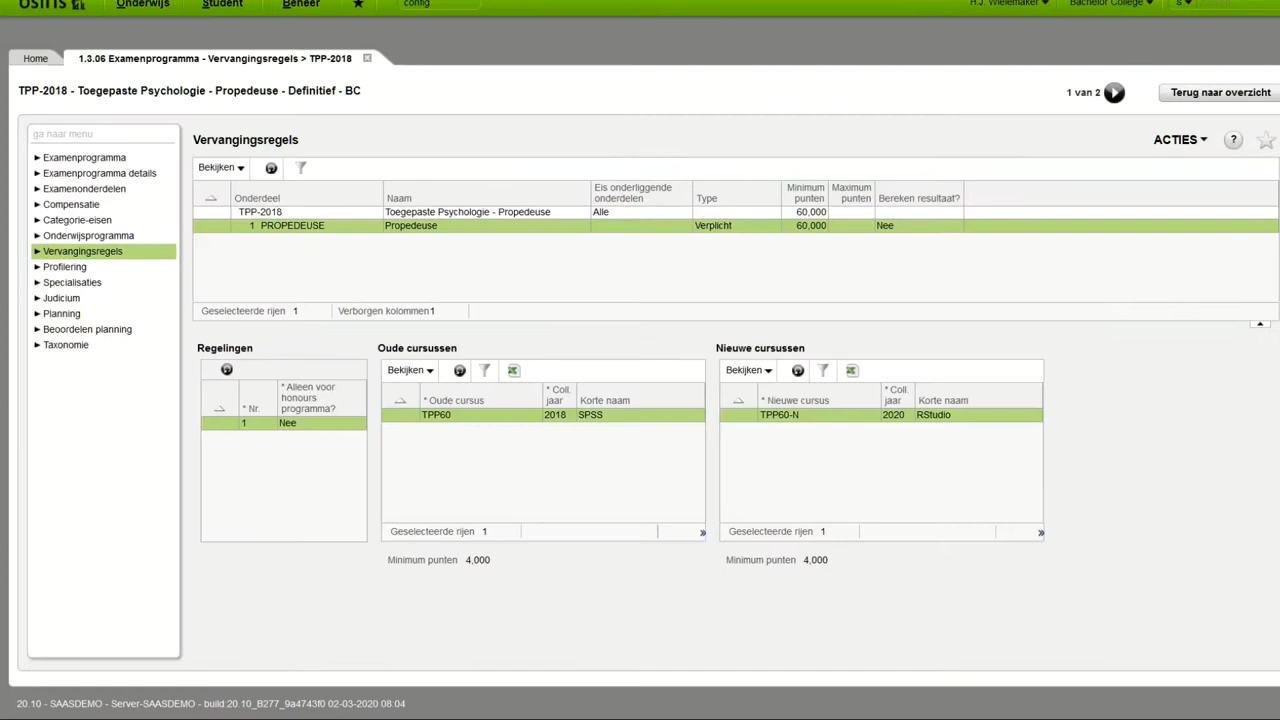 OSIRIS Onderwijs Student Beheer config H.J. Wielemaker Bachelor College S
Home 1.3.06 Examenprogramma - Vervangingsregels > TPP-2018
TPP-2018 - Toegepaste Psychologie - Propedeuse - Definitief - BC 1 van 2 Terug naar overzicht
ga naar menu
Examenprogramma
Examenprogramma details
Examenonderdelen
Compensatie
Categorie-eisen
Onderwijsprogramma
Vervangingsregels
Profilering
Specialisaties
Judicium
Planning
Beoordelen planning
Taxonomie
Vervangingsregels ACTIES ?
Bekijken
Onderdeel Naam Eis onderliggende onderdelen Type Minimum punten Maximum punten Bereken resultaat?
TPP-2018 Toegepaste Psychologie - Propedeuse Alle 60,000
1 PROPEDEUSE Propedeuse Verplicht 60,000 Nee
Geselecteerde rijen 1 Verborgen kolommen 1
Regelingen
* Nr. * Alleen voor honours programma?
1 Nee
Oude cursussen
Bekijken
* Oude cursus * Coll. jaar Korte naam
TPP60 2018 SPSS
Geselecteerde rijen 1 »
Minimum punten 4,000
Nieuwe cursussen
Bekijken
* Nieuwe cursus * Coll. jaar Korte naam
TPP60-N 2020 RStudio
Geselecteerde rijen 1 »
Minimum punten 4,000
20.10 - SAASDEMO - Server-SAASDEMO - build:20.10_B277_9a4743f0 02-03-2020 08:04